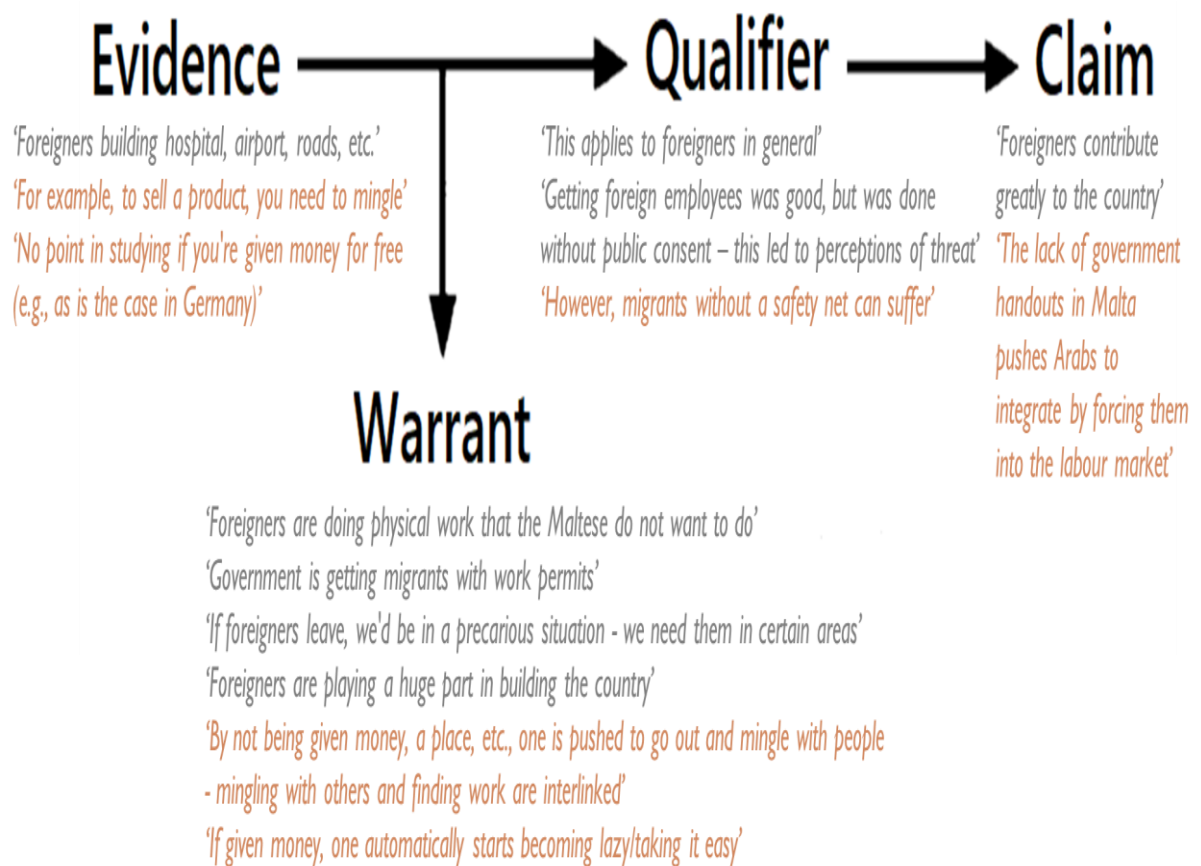 Evidence
‘Foreigners building hospital, airport, roads, etc.’
‘For example, to sell a product, you need to mingle’
‘No point in studying if you're given money for free
(e.g., as is the case in Germany)’
Qualifier
‘This applies to foreigners in general’
‘Getting foreign employees was good, but was done
without public consent – this led to perceptions of threat’
‘However, migrants without a safety net can suffer’
Claim
‘Foreigners contribute
greatly to the country’
‘The lack of government
handouts in Malta
pushes Arabs to
integrate by forcing them
into the labour market’
Warrant
‘Foreigners are doing physical work that the Maltese do not want to do’
‘Government is getting migrants with work permits’
‘If foreigners leave, we'd be in a precarious situation - we need them in certain areas’
‘Foreigners are playing a huge part in building the country’
‘By not being given money, a place, etc., one is pushed to go out and mingle with people
- mingling with others and finding work are interlinked’
‘If given money, one automatically starts becoming lazy/taking it easy’